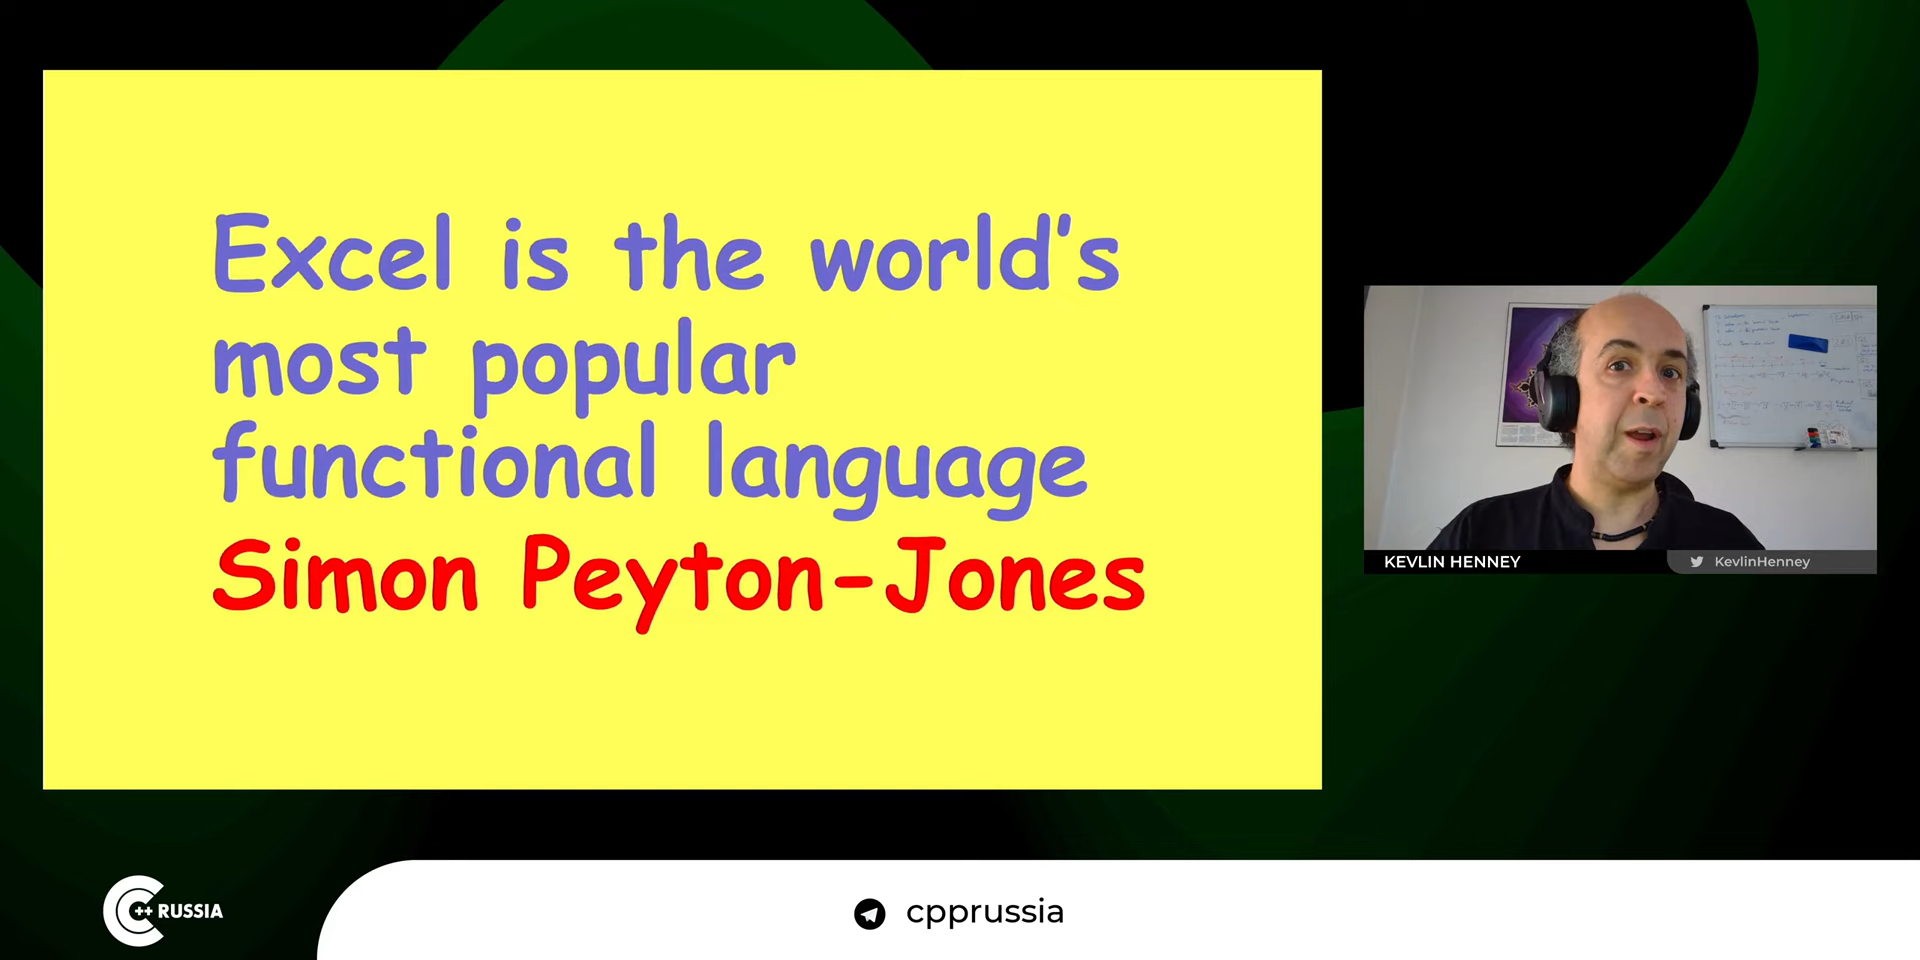 Excel is the world's
most popular
functional language
Simon Peyton-Jones
KEVLIN HENNEY
KevlinHenney
C++ RUSSIA
cpprussia